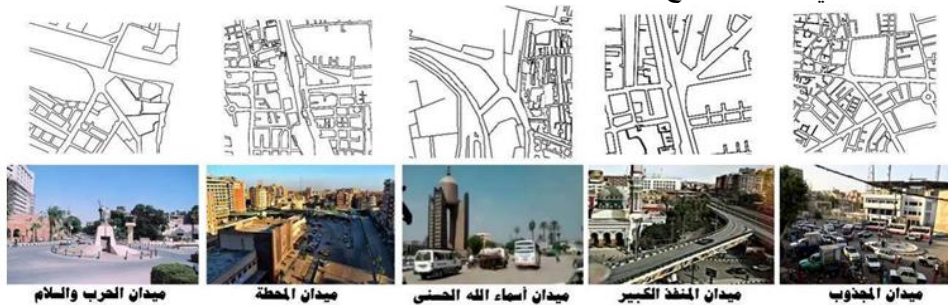 ميدان المجذوب
ميدان المنفذ الكبير
ميدان أسماء الله الحسنى
ميدان المحطة
ميدان الحرب والسلام